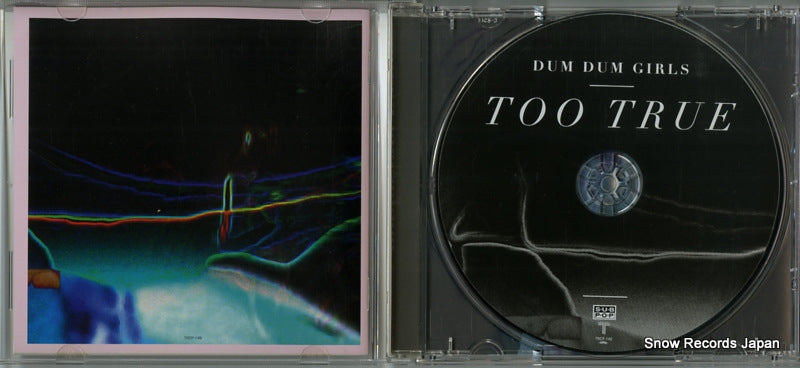 DUM DUM GIRLS
TOO TRUE
SUB
POP
Snow Records Japan